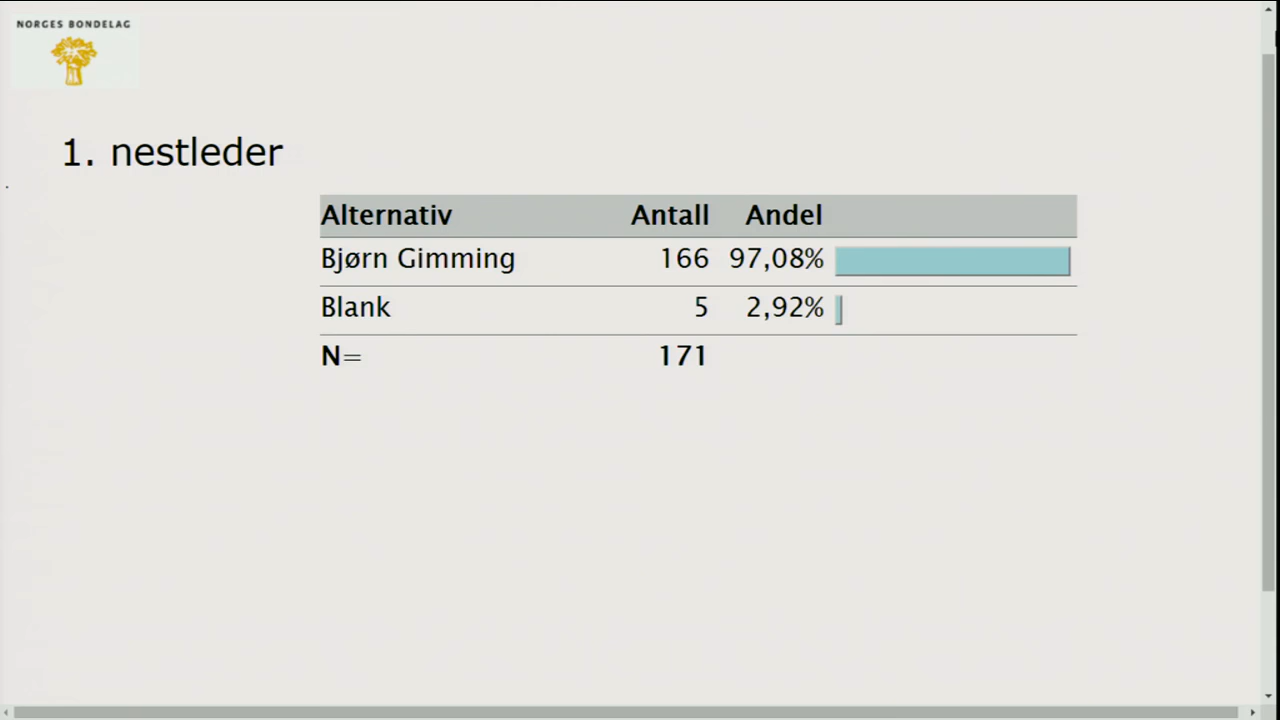 NORGES BONDELAG
1. nestleder
Alternativ Antall Andel
Bjørn Gimming 166 97,08%
Blank 5 2,92%
N= 171